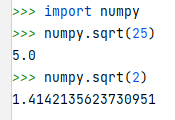 >>> import numpy
>>> numpy.sqrt(25)
5.0
>>> numpy.sqrt(2)
1.4142135623730951